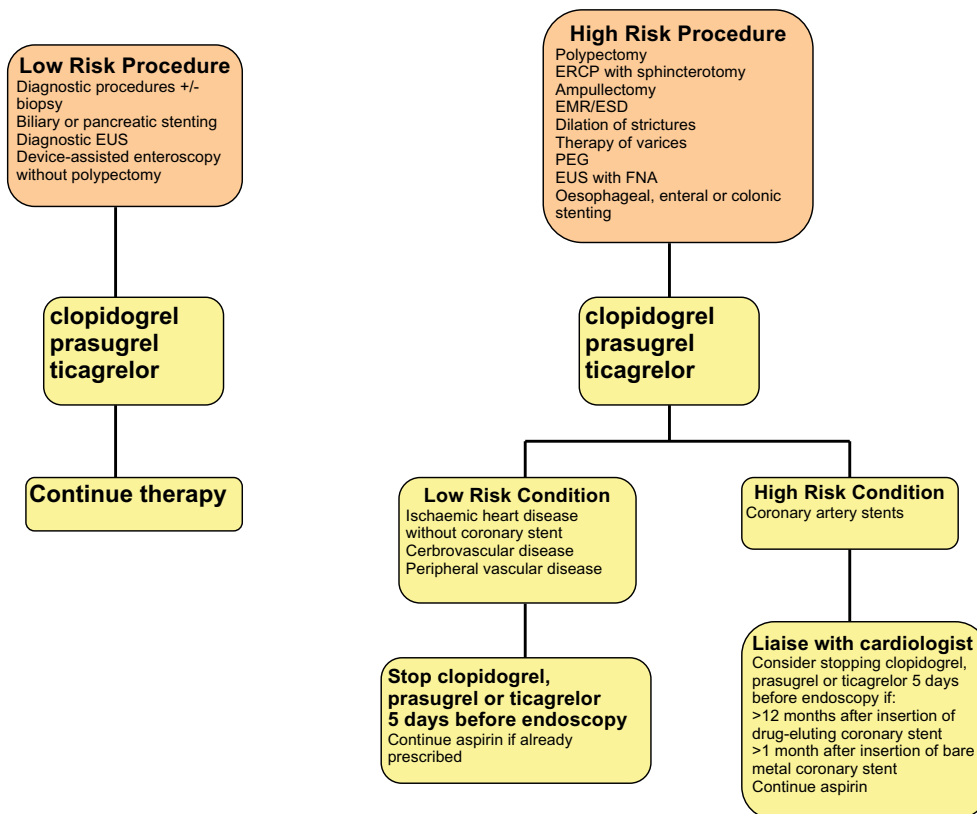 Low Risk Procedure
Diagnostic procedures +/-
biopsy
Biliary or pancreatic stenting
Diagnostic EUS
Device-assisted enteroscopy
without polypectomy
clopidogrel
prasugrel
ticagrelor
Continue therapy
High Risk Procedure
Polypectomy
ERCP with sphincterotomy
Ampullectomy
EMR/ESD
Dilation of strictures
Therapy of varices
PEG
EUS with FNA
Oesophageal, enteral or colonic
stenting
clopidogrel
prasugrel
ticagrelor
Low Risk Condition
Ischaemic heart disease
without coronary stent
Cerbrovascular disease
Peripheral vascular disease
Stop clopidogrel,
prasugrel or ticagrelor
5 days before endoscopy
Continue aspirin if already
prescribed
High Risk Condition
Coronary artery stents
Liaise with cardiologist
Consider stopping clopidogrel,
prasugrel or ticagrelor 5 days
before endoscopy if:
>12 months after insertion of
drug-eluting coronary stent
>1 month after insertion of bare
metal coronary stent
Continue aspirin